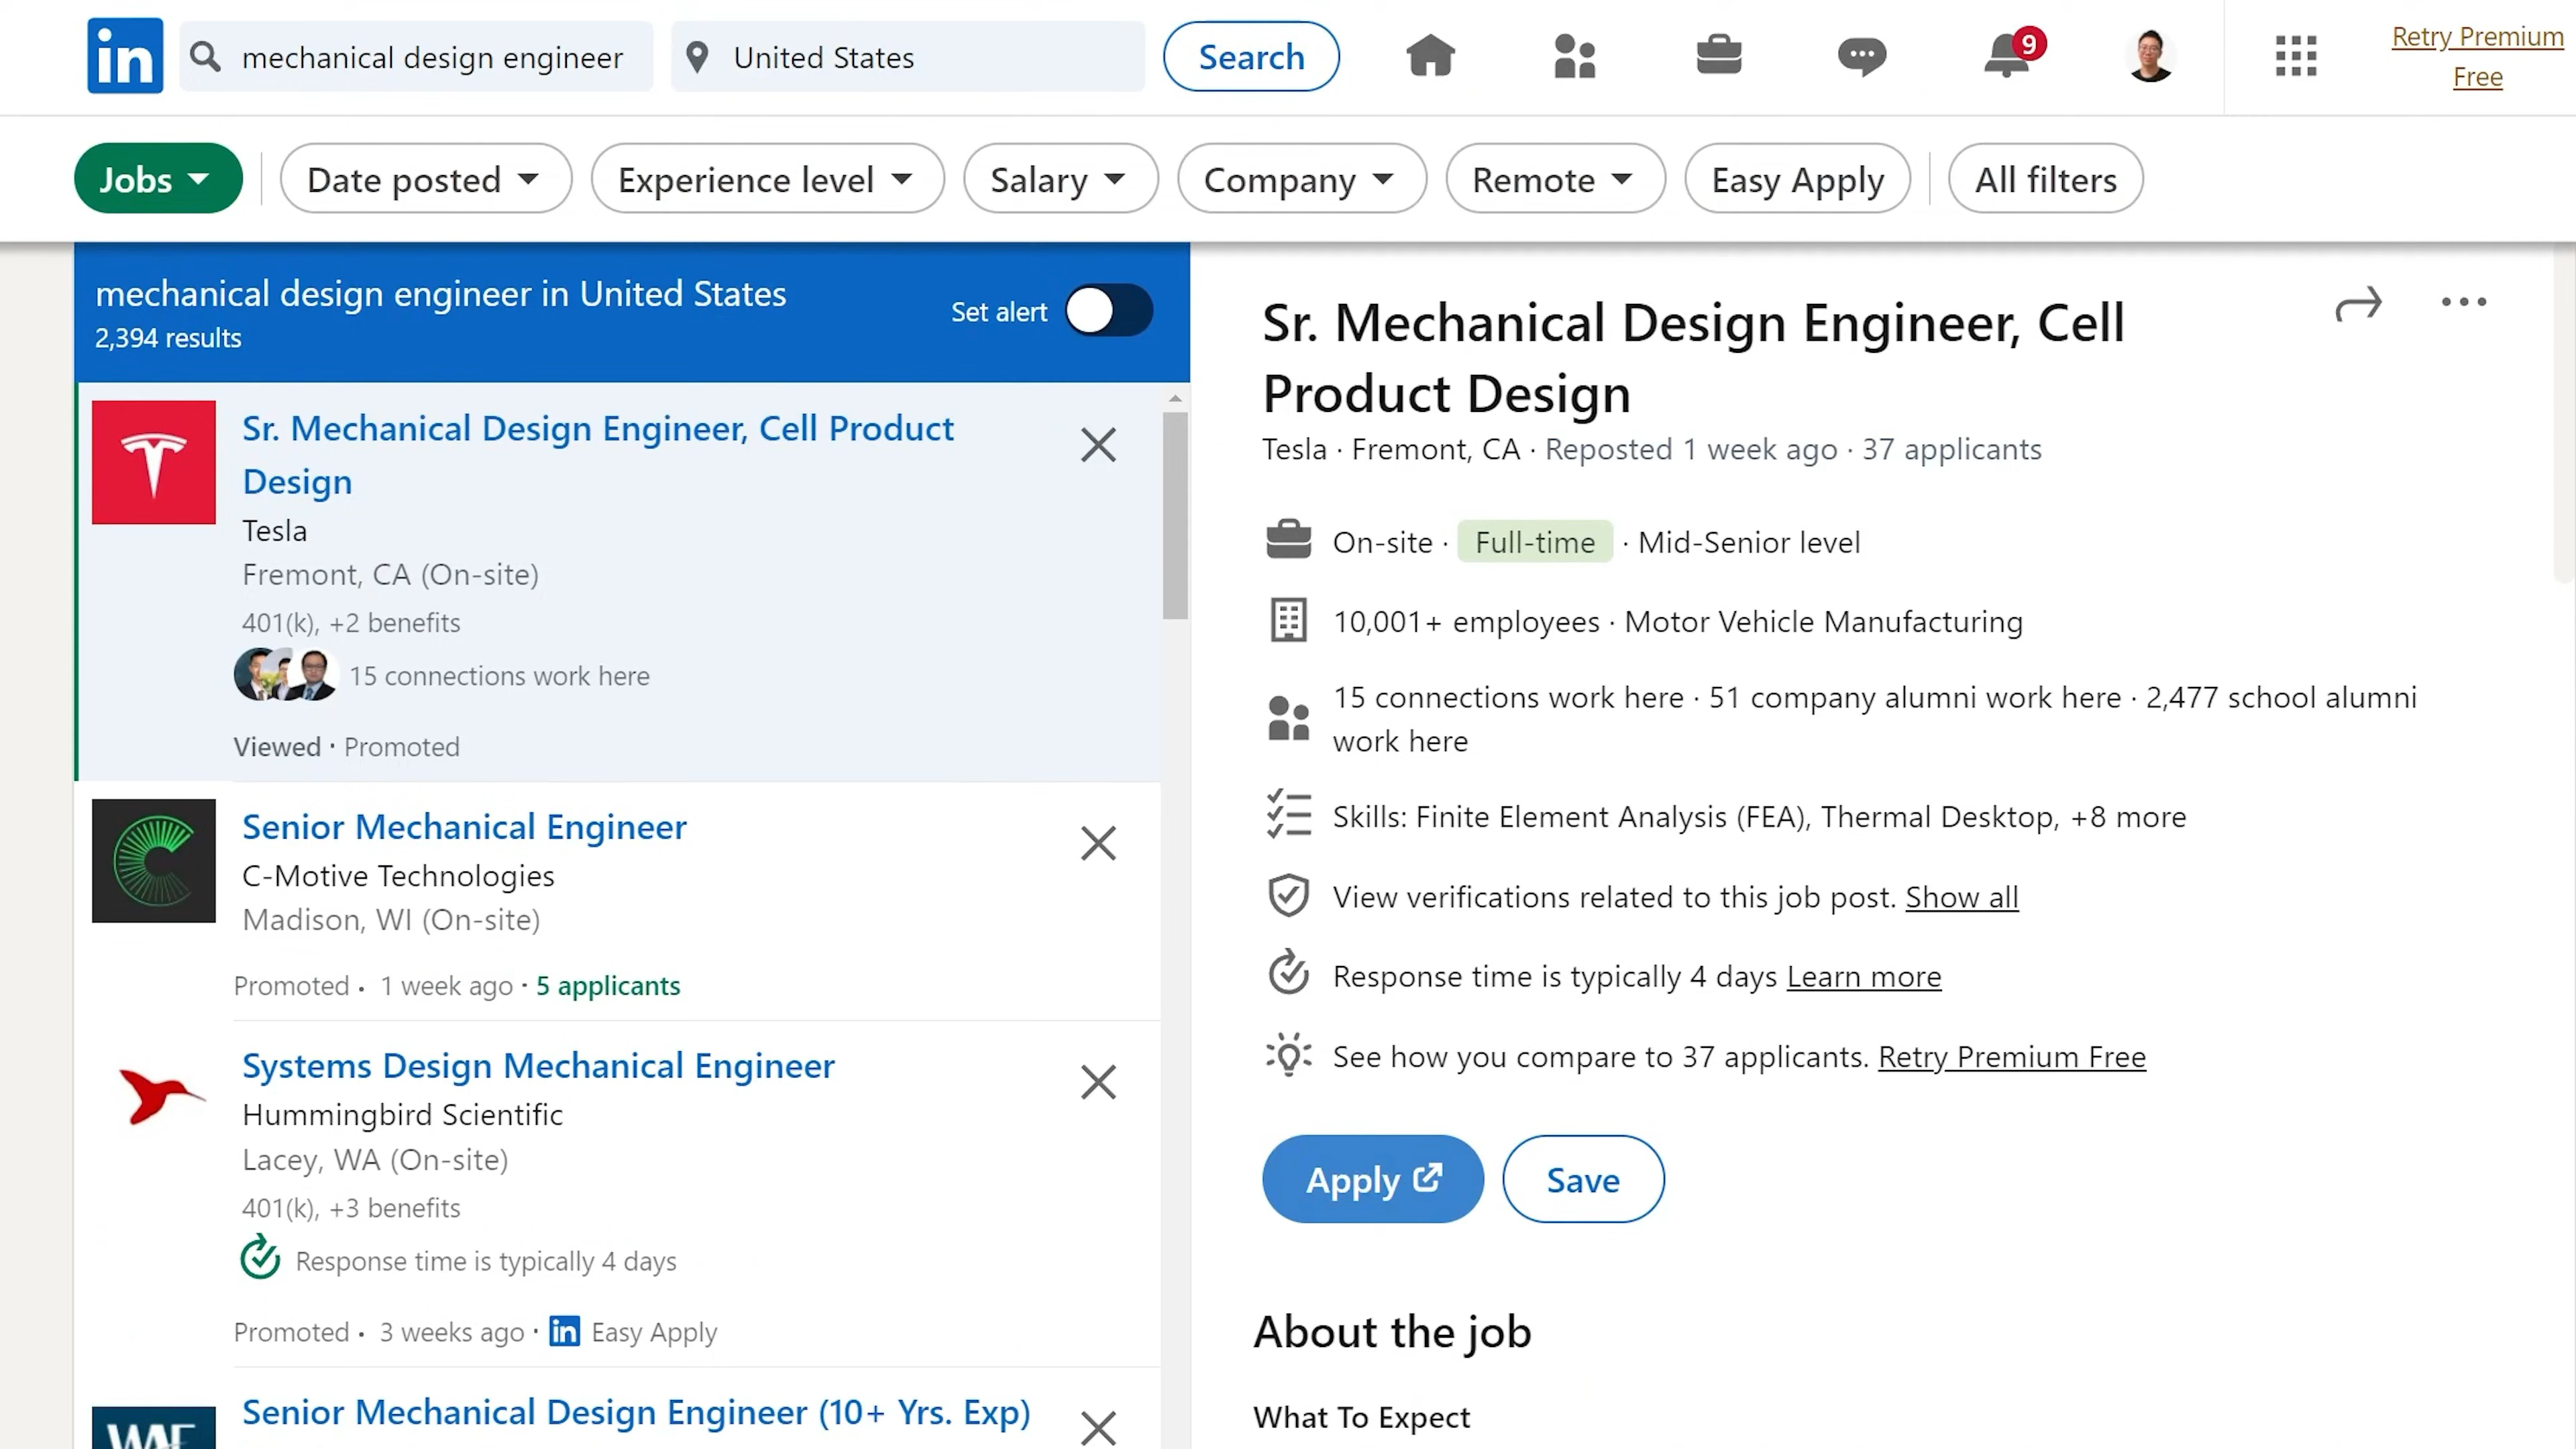 in mechanical design engineer United States Search 9 Retry Premium
Free
Jobs Date posted Experience level Salary Company Remote Easy Apply All filters
mechanical design engineer in United States
2,394 results
Set alert
Sr. Mechanical Design Engineer, Cell Product
Design
Tesla
Fremont, CA (On-site)
401(k), +2 benefits
15 connections work here
Viewed · Promoted
Senior Mechanical Engineer
C-Motive Technologies
Madison, WI (On-site)
Promoted · 1 week ago · 5 applicants
Systems Design Mechanical Engineer
Hummingbird Scientific
Lacey, WA (On-site)
401(k), +3 benefits
Response time is typically 4 days
Promoted · 3 weeks ago · in Easy Apply
Senior Mechanical Design Engineer (10+ Yrs. Exp)
Sr. Mechanical Design Engineer, Cell
Product Design
Tesla · Fremont, CA · Reposted 1 week ago · 37 applicants
On-site · Full-time · Mid-Senior level
10,001+ employees · Motor Vehicle Manufacturing
15 connections work here · 51 company alumni work here · 2,477 school alumni
work here
Skills: Finite Element Analysis (FEA), Thermal Desktop, +8 more
View verifications related to this job post. Show all
Response time is typically 4 days Learn more
See how you compare to 37 applicants. Retry Premium Free
Apply Save
About the job
What To Expect